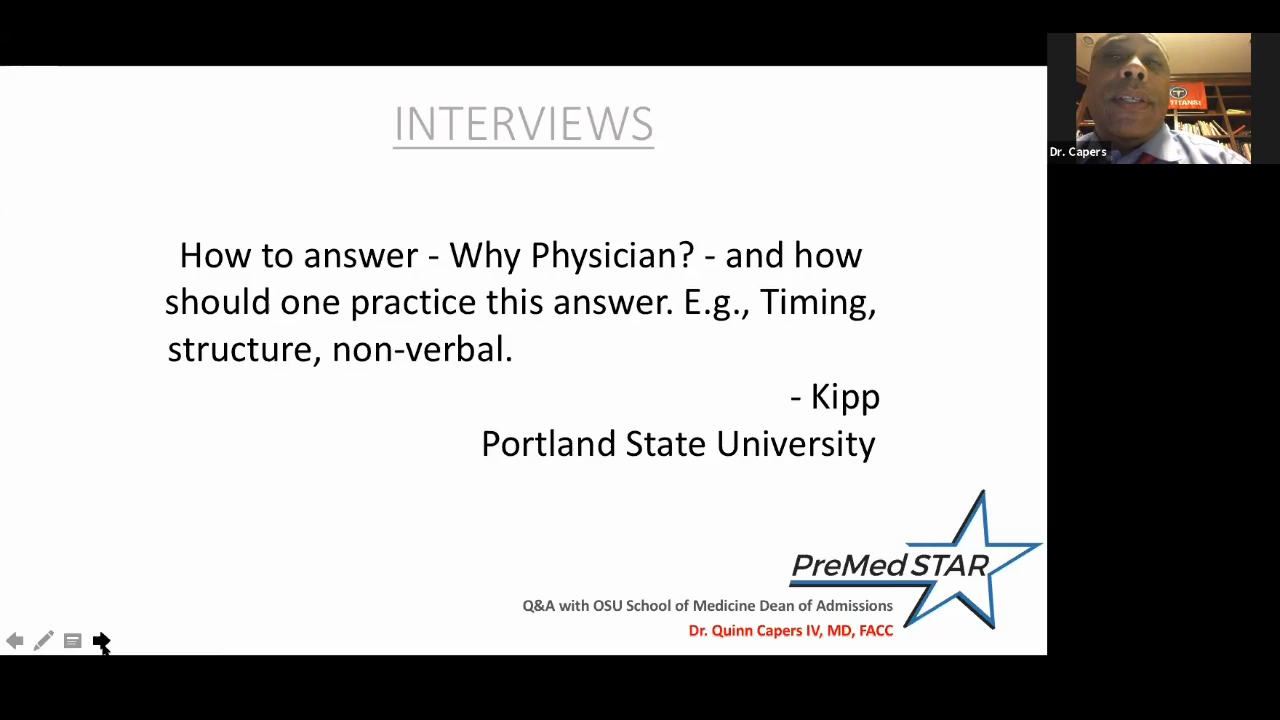 INTERVIEWS
How to answer - Why Physician? - and how
should one practice this answer. E.g., Timing,
structure, non-verbal.
- Kipp
Portland State University
PreMed STAR
Q&A with OSU School of Medicine Dean of Admissions
Dr. Quinn Capers IV, MD, FACC
TITANS!
Dr. Capers